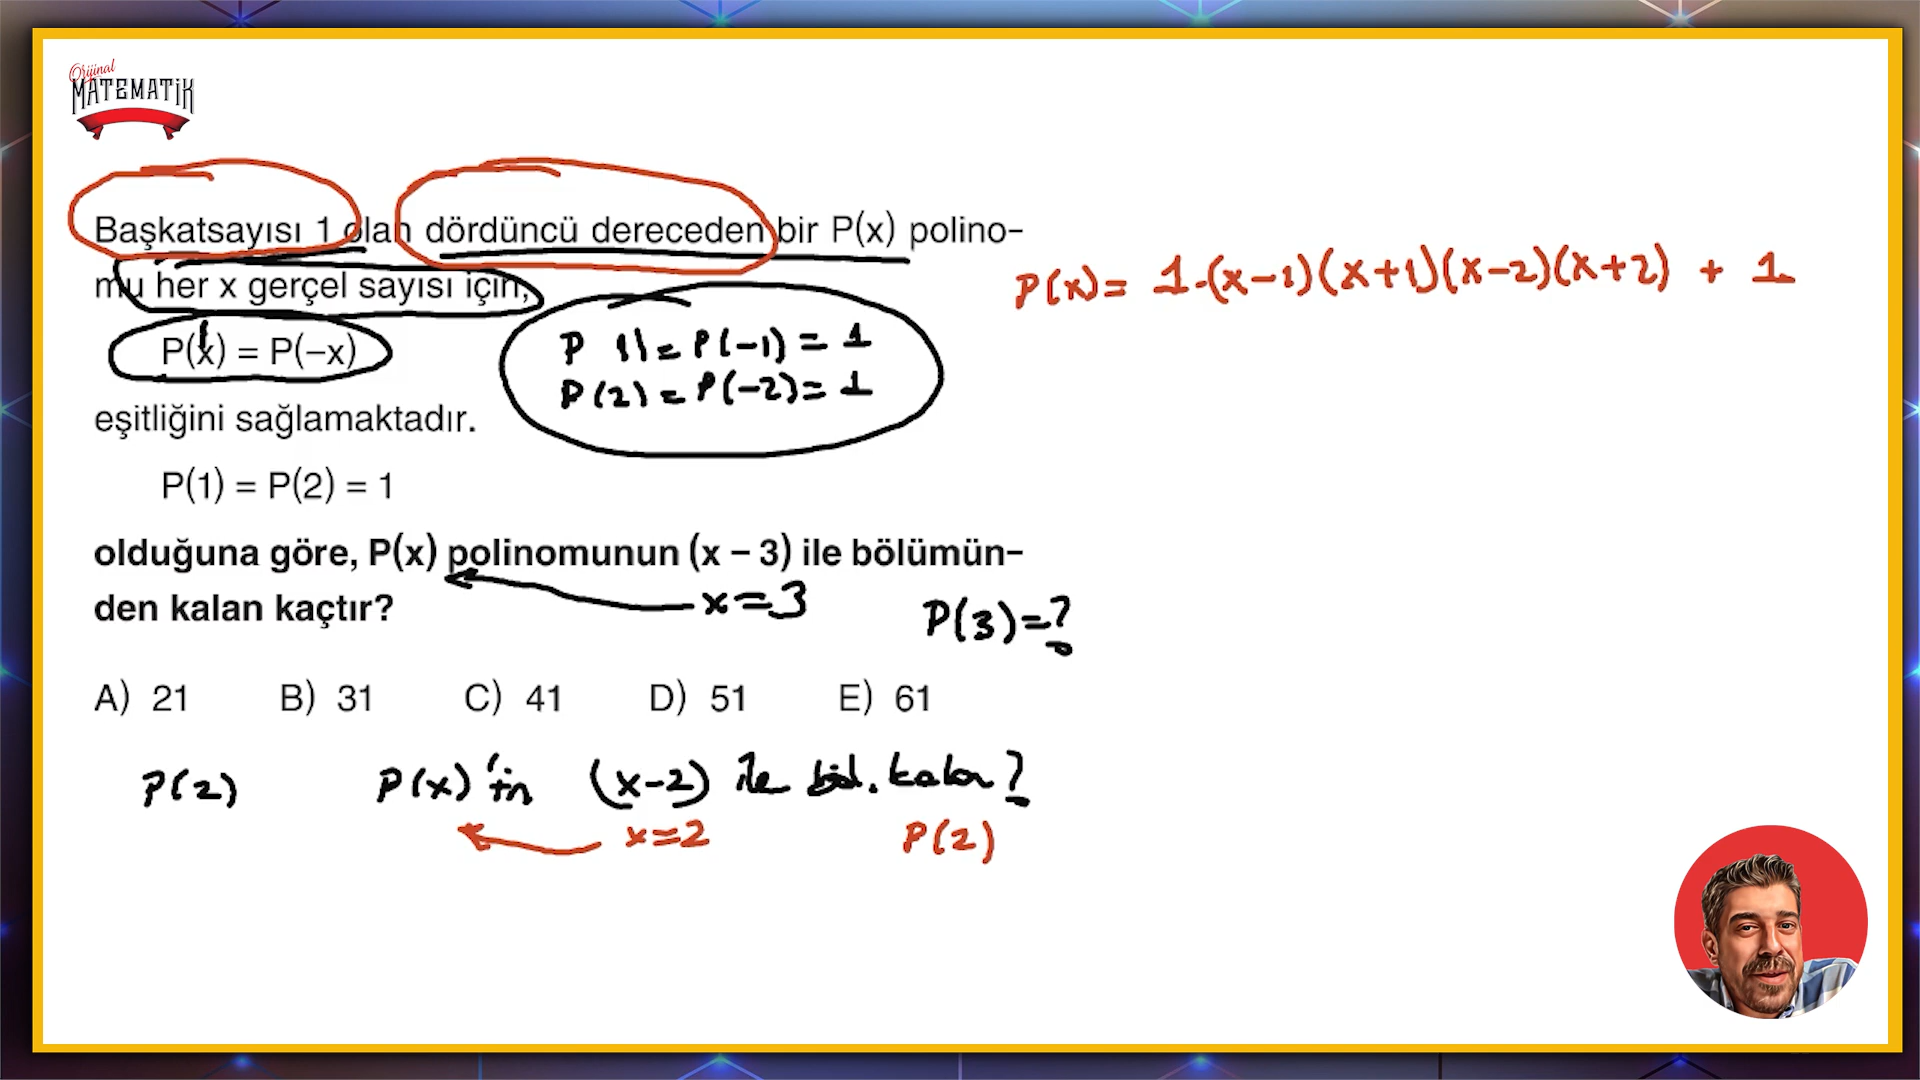 Orijinal
MATEMATİK
Başkatsayısı 1 olan dördüncü dereceden bir P(x) polino-
mu her x gerçel sayısı için,
P(x) = P(−x)
eşitliğini sağlamaktadır.
P(1) = P(2) = 1
olduğuna göre, P(x) polinomunun (x − 3) ile bölümün-
den kalan kaçtır?
A) 21 B) 31 C) 41 D) 51 E) 61
P(1) = P(-1) = 1
P(2) = P(-2) = 1
x=3
P(3)=?
P(2) P(x)'in (x-2) ile böl. kalan?
x=2 P(2)
P(x) = 1.(x-1)(x+1)(x-2)(x+2) + 1